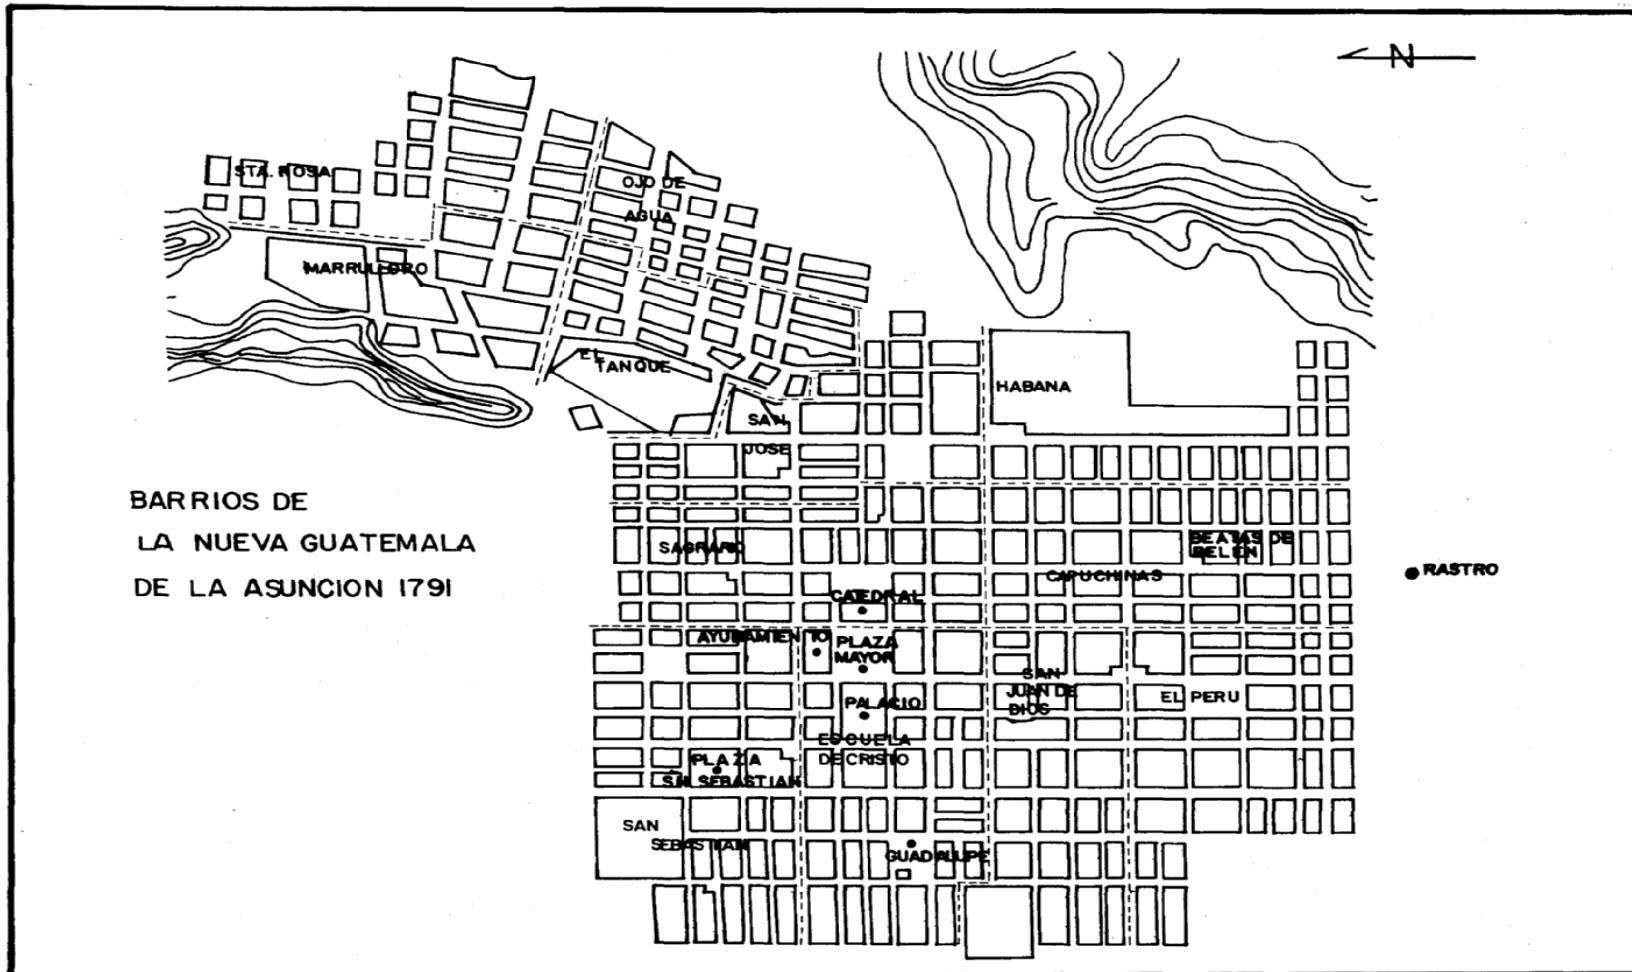 N
STA. ROSA
OJO DE
AGUA
MARRULLERO
EL
TANQUE
HABANA
SAN
JOSE
BARRIOS DE
LA NUEVA GUATEMALA
DE LA ASUNCION 1791
SAGRARIO
BEATAS DE
BELEN
CAPUCHINAS
RASTRO
CATEDRAL
AYUNTAMIENTO
PLAZA
MAYOR
SAN
JUAN DE
DIOS
EL PERU
PALACIO
ESCUELA
DE CRISTO
PLAZA
SN. SEBASTIAN
SAN
SEBASTIAN
GUADALUPE